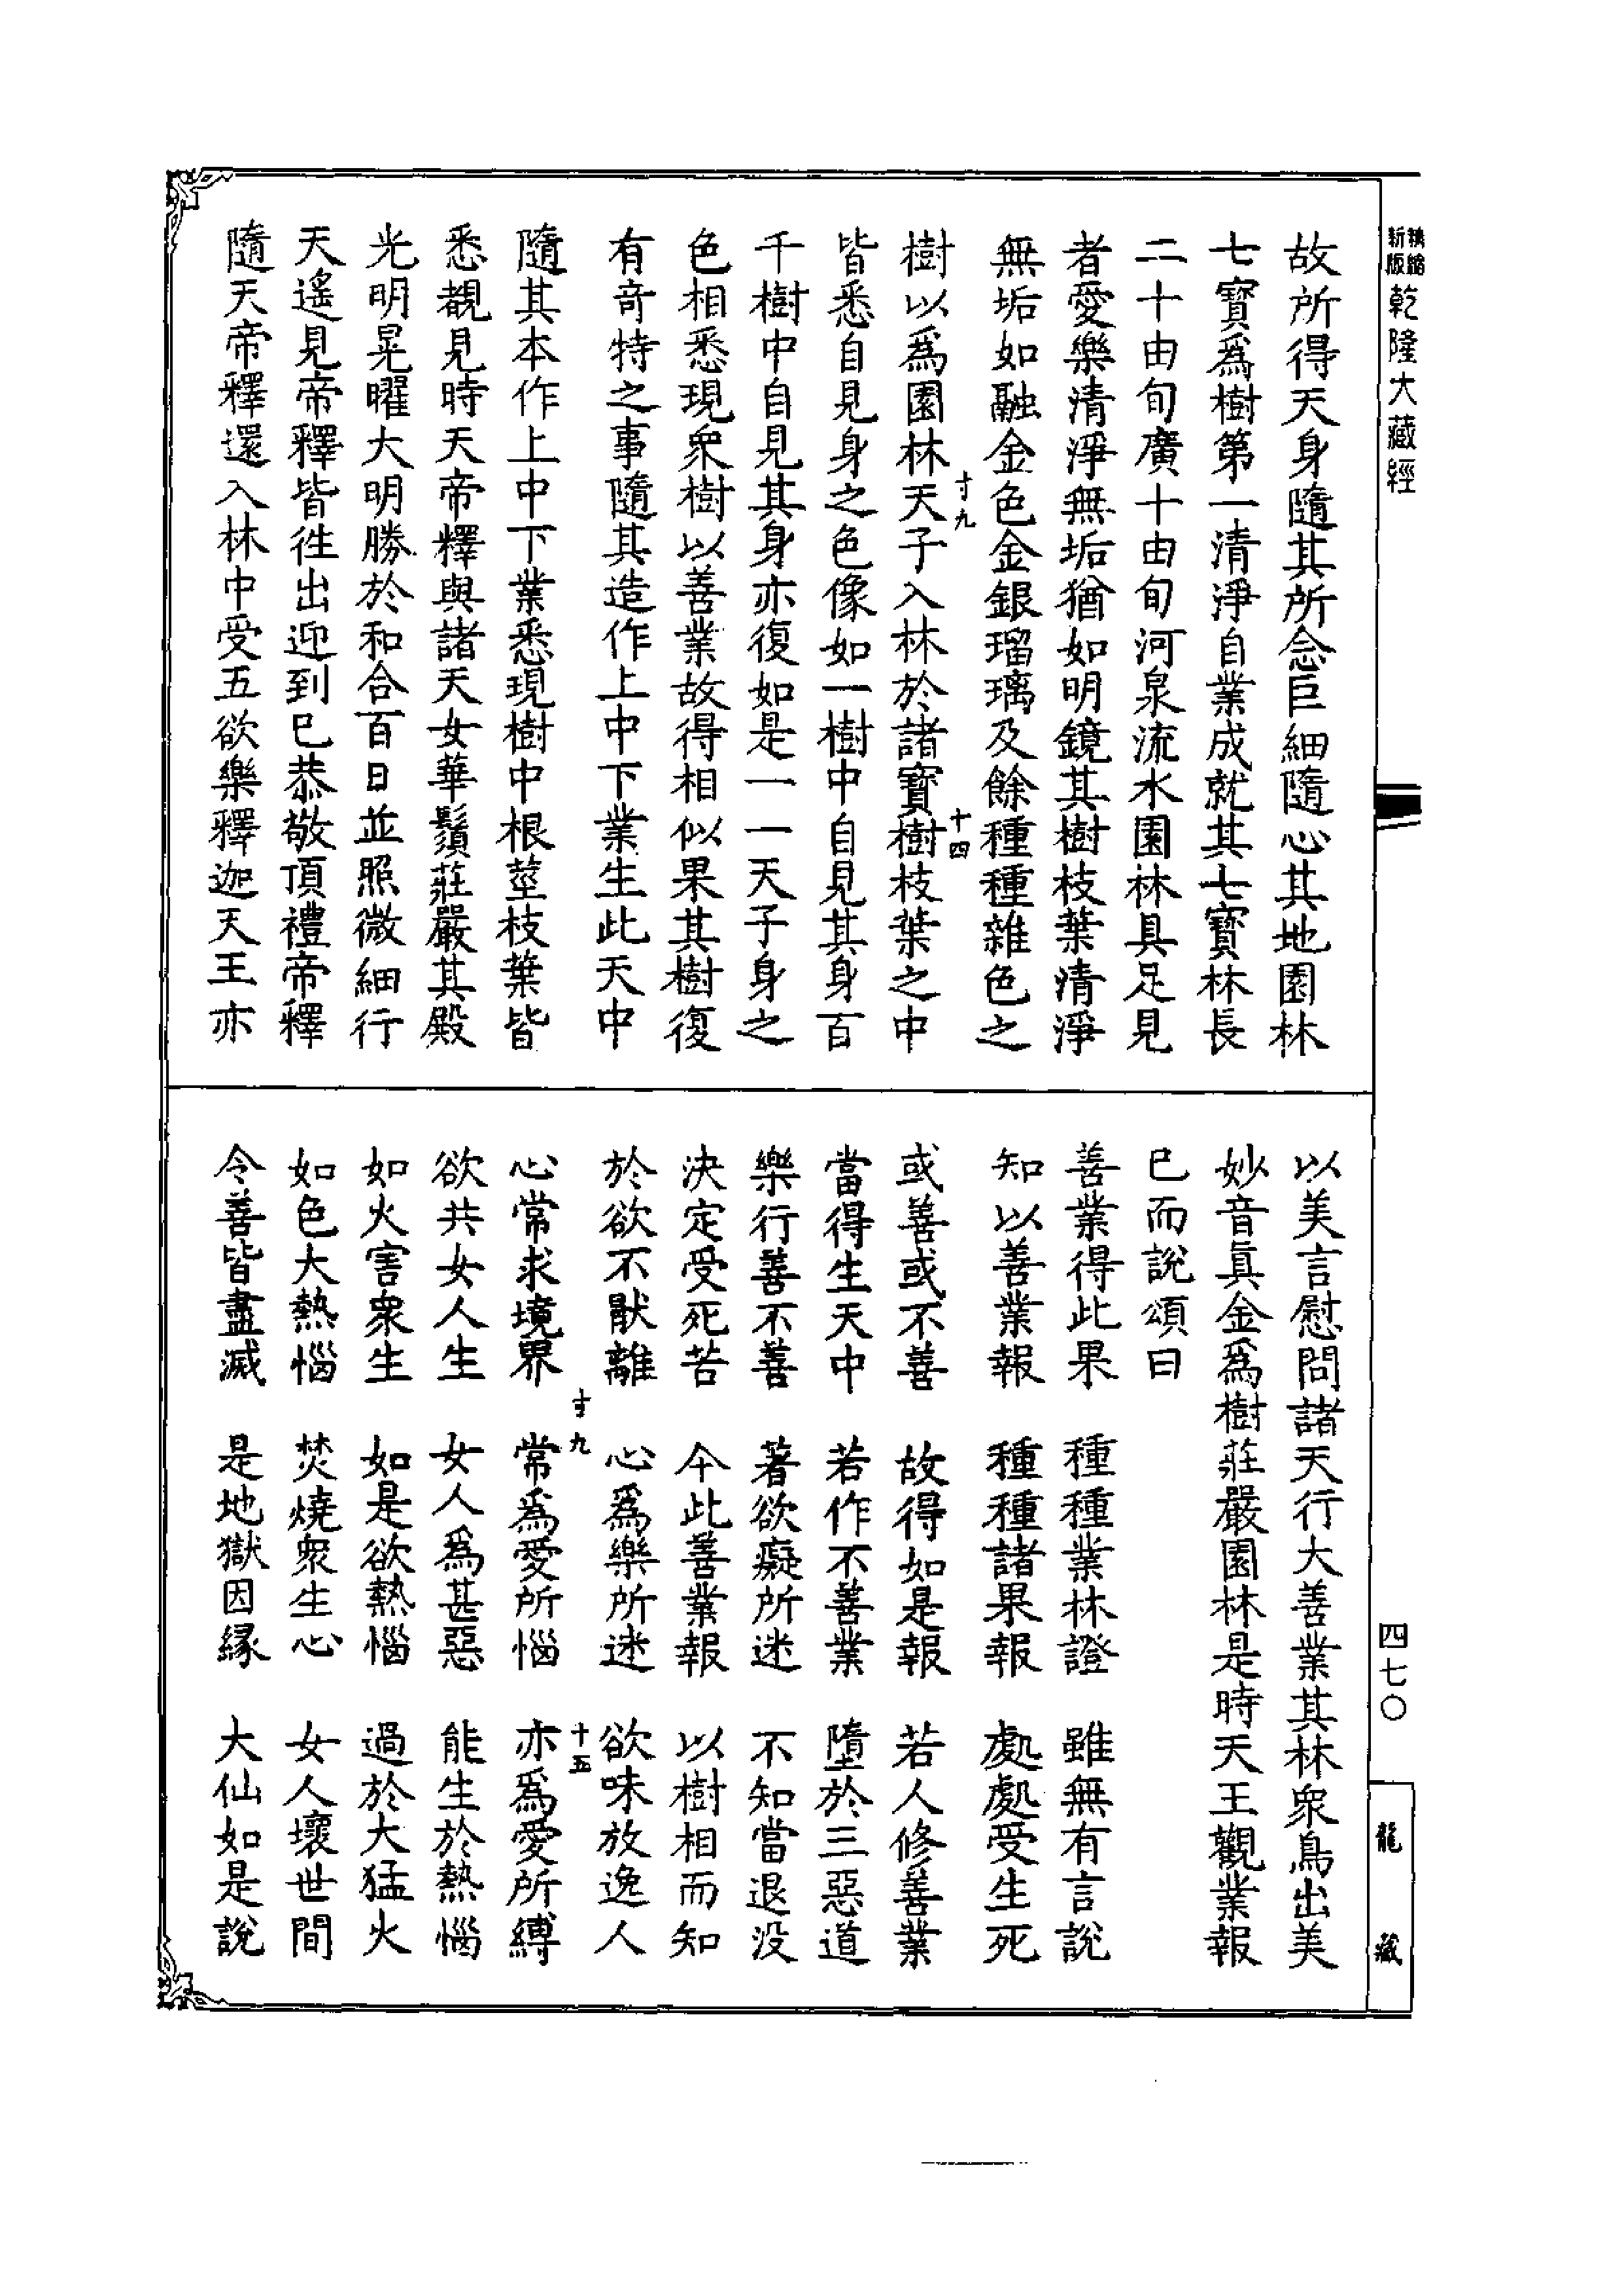 新版
乾隆大藏經
故所得天身隨其所念巨細隨心其地園林
七寶爲樹第一清淨自業成就其七寶林長
二十由旬廣十由旬河泉流水園林具足見
者愛樂清淨無垢猶如明鏡其樹枝葉清淨
無垢如融金色金銀瑠璃及餘種種雜色之
樹以爲園林天子入林於諸寶樹枝葉之中
寸九
十四
皆悉自見身之色像如一樹中自見其身百
千樹中自見其身亦復如是一一天子身之
色相悉現衆樹以善業故得相似果其樹復
有奇特之事隨其造作上中下業生此天中
隨其本作上中下業悉現樹中根莖枝葉皆
悉覩見時天帝釋與諸天女華鬘莊嚴其殿
光明晃曜大明勝於和合百日並照微細行
天遙見帝釋皆徃出迎到巳恭敬頂禮帝釋
隨天帝釋還入林中受五欲樂釋迦天王亦
以美言慰問諸天行大善業其林衆鳥出美
妙音眞金爲樹莊嚴園林是時天王觀業報
巳而說頌曰
善業得此果　種種業林證　雖無有言說
知以善業報　種種諸果報　處處受生死
或善或不善　故得如是報　若人修善業
當得生天中　若作不善業　墮於三惡道
樂行善不善　著欲癡所迷　不知當退没
決定受死苦　今此善業報　以樹相而知
於欲不猒離　心爲樂所迷　欲味放逸人
寸九
十五
心常求境界　常爲愛所惱　亦爲愛所縛
欲共女人生　女人爲甚惡　能生於熱惱
如火害衆生　如是欲熱惱　過於大猛火
如色大熱惱　焚燒衆生心　女人壞世間
令善皆盡滅　是地獄因緣　大仙如是說
四七〇
龍藏